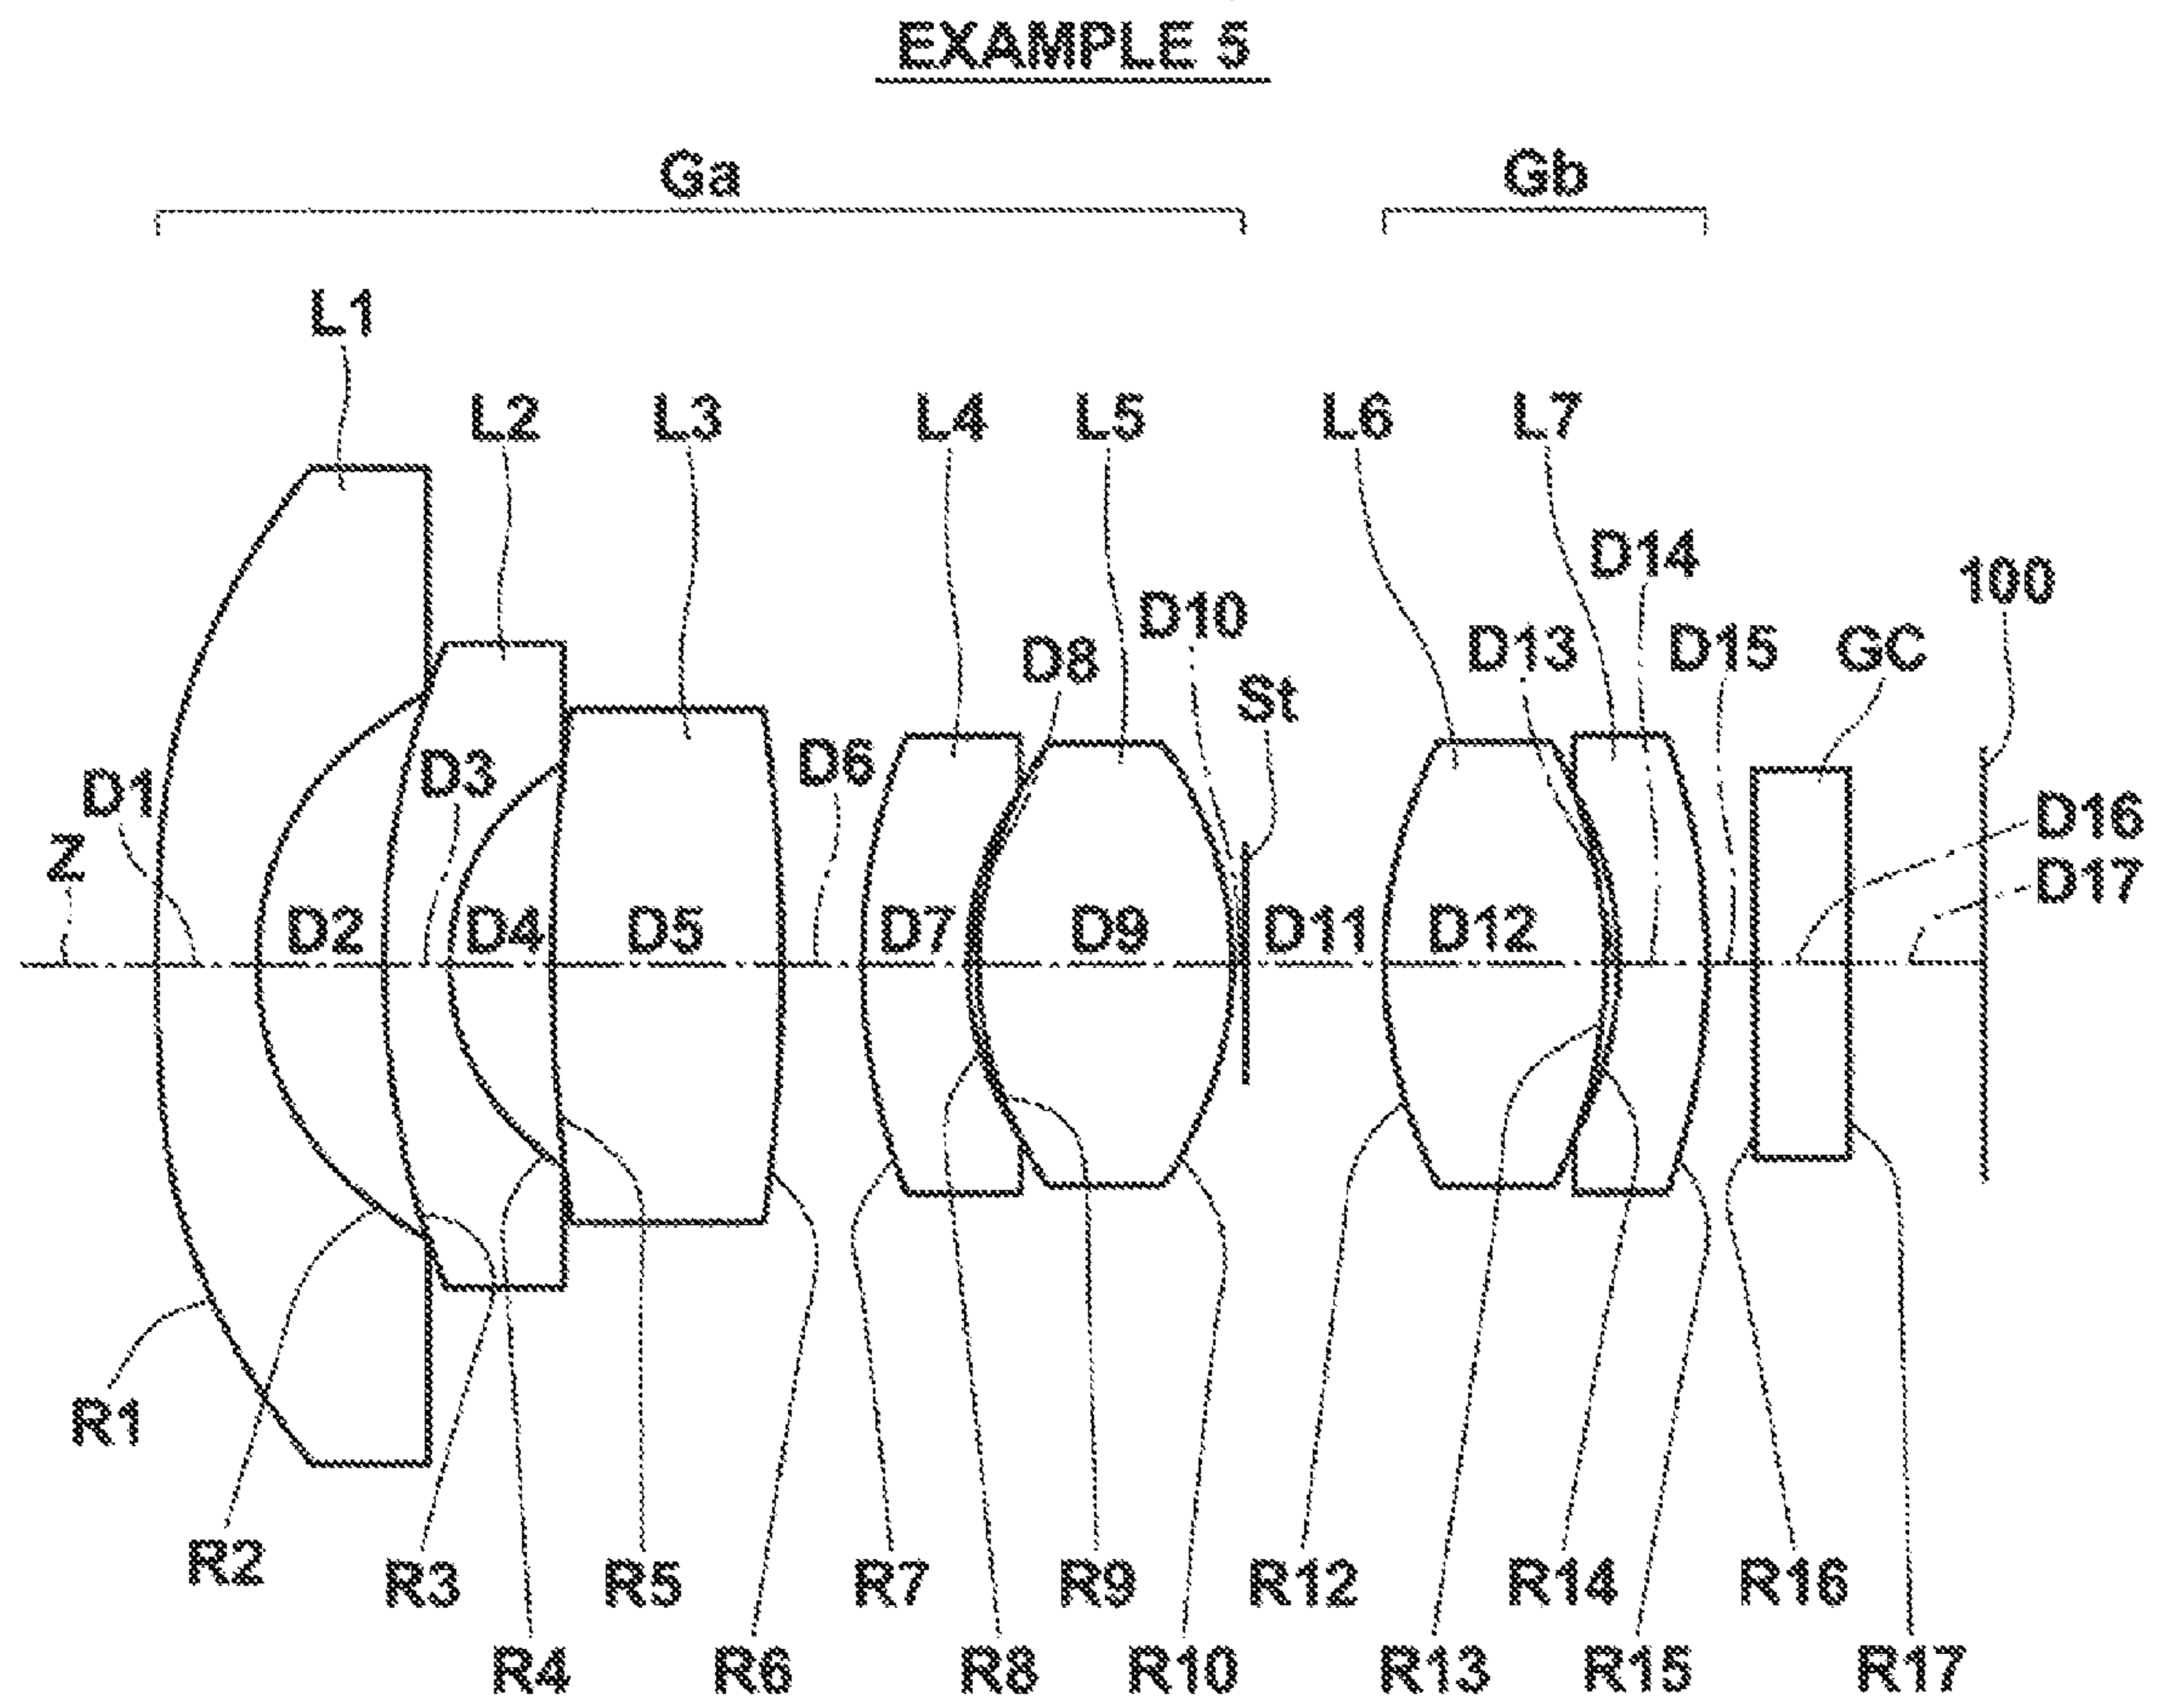 EXAMPLE 5
Ga Gb
L1
L2 L3 L4 L5 L6 L7
D14
100
D10
D8 D13 D15 GC
St
D3 D6
D1
D16
Z
D17
D2 D4 D5 D7 D9 D11 D12
R1
R2 R3 R5 R7 R9 R12 R14 R16
R4 R6 R8 R10 R13 R15 R17